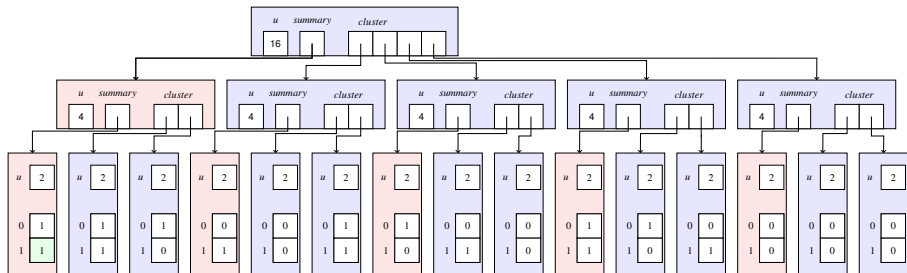 u summary cluster
16
u summary cluster u summary cluster u summary cluster u summary cluster u summary cluster
4 4 4 4 4
u 2 u 2 u 2 u 2 u 2 u 2 u 2 u 2 u 2 u 2 u 2 u 2 u 2 u 2 u 2
0 1 0 1 0 1 0 0 0 0 0 1 0 0 0 0 0 0 0 1 0 1 0 0 0 0 0 0 0 0
1 1 1 0 1 0 1 1 1 0 1 1 1 0 1 0 1 0 1 1 1 0 1 1 1 0 1 0 1 0